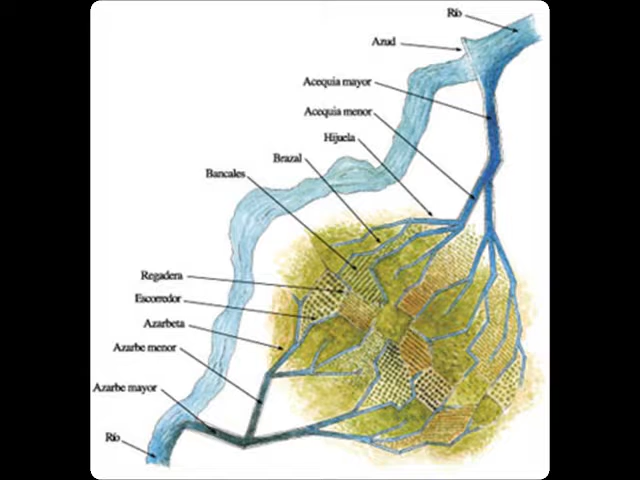 Río
Azud
Acequia mayor
Acequia menor
Hijuela
Brazal
Bancales
Regadera
Escorredor
Azarbeta
Azarbe menor
Azarbe mayor
Río